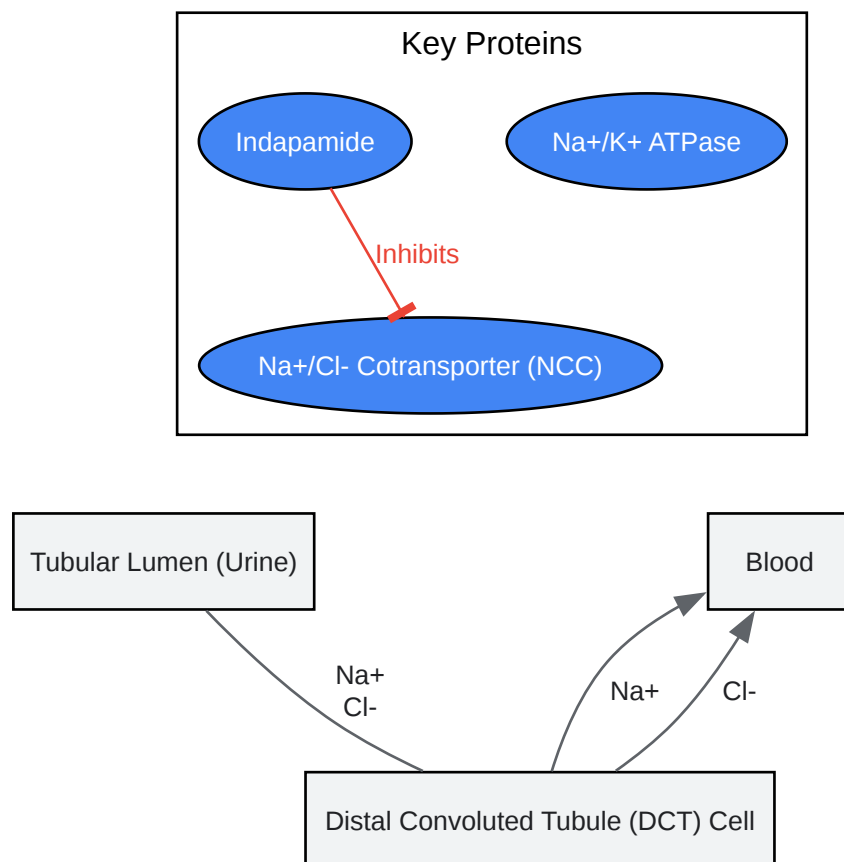 Key Proteins
Indapamide
Na+/K+ ATPase
Inhibits
Na+/Cl- Cotransporter (NCC)
Tubular Lumen (Urine)
Blood
Na+
Cl-
Na+
Cl-
Distal Convoluted Tubule (DCT) Cell